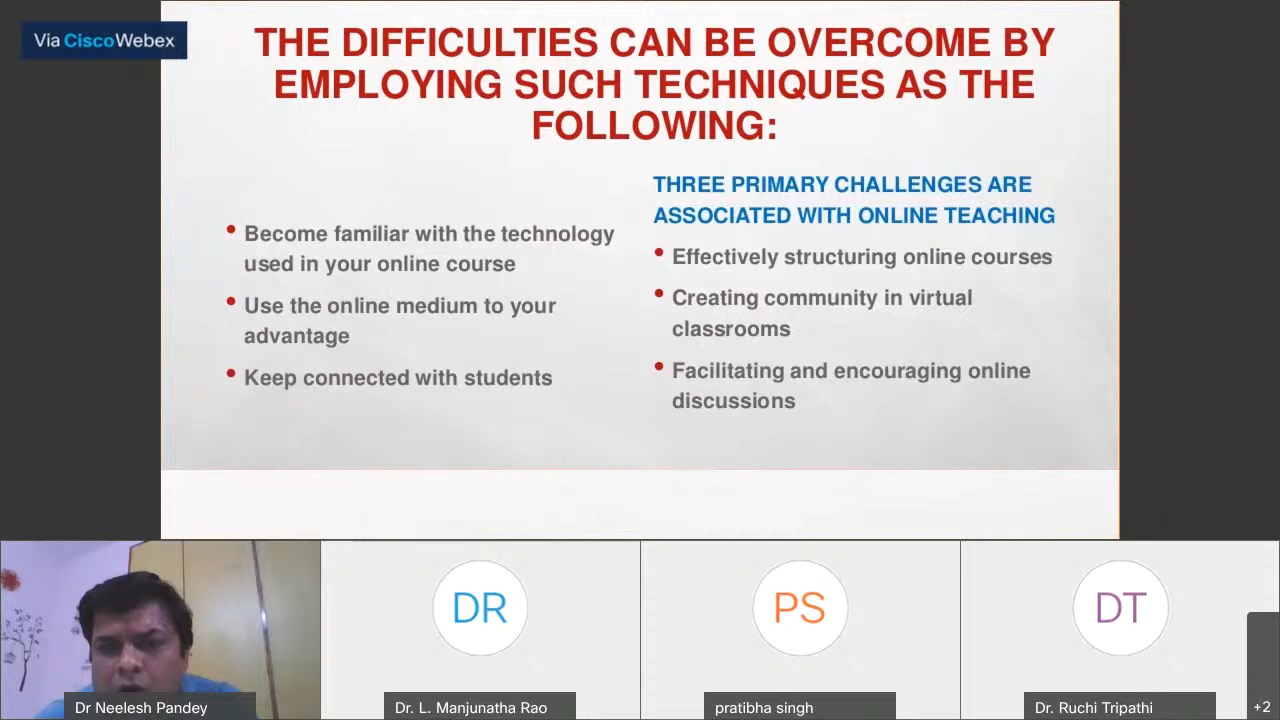 Via CiscoWebex
THE DIFFICULTIES CAN BE OVERCOME BY
EMPLOYING SUCH TECHNIQUES AS THE
FOLLOWING:
• Become familiar with the technology
used in your online course
• Use the online medium to your
advantage
• Keep connected with students
THREE PRIMARY CHALLENGES ARE
ASSOCIATED WITH ONLINE TEACHING
• Effectively structuring online courses
• Creating community in virtual
classrooms
• Facilitating and encouraging online
discussions
DR
PS
DT
Dr Neelesh Pandey
Dr. L. Manjunatha Rao
pratibha singh
Dr. Ruchi Tripathi
+2